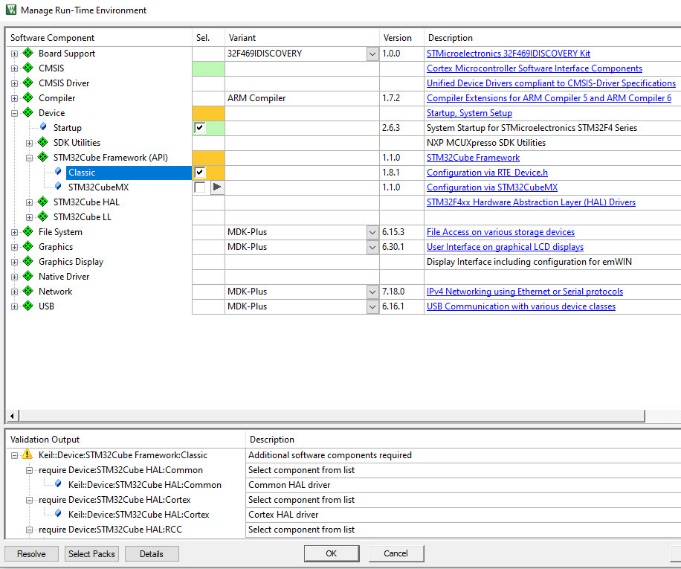 Manage Run-Time Environment
Software Component Sel. Variant Version Description
Board Support 32F469IDISCOVERY 1.0.0 STMicroelectronics 32F469IDISCOVERY Kit
CMSIS Cortex Microcontroller Software Interface Components
CMSIS Driver Unified Device Drivers compliant to CMSIS-Driver Specifications
Compiler ARM Compiler 1.7.2 Compiler Extensions for ARM Compiler 5 and ARM Compiler 6
Device Startup, System Setup
Startup 2.6.3 System Startup for STMicroelectronics STM32F4 Series
SDK Utilities NXP MCUXpresso SDK Utilities
STM32Cube Framework (API) 1.1.0 STM32Cube Framework
Classic 1.8.1 Configuration via RTE_Device.h
STM32CubeMX 1.1.0 Configuration via STM32CubeMX
STM32Cube HAL STM32F4xx Hardware Abstraction Layer (HAL) Drivers
STM32Cube LL
File System MDK-Plus 6.15.3 File Access on various storage devices
Graphics MDK-Plus 6.30.1 User Interface on graphical LCD displays
Graphics Display Display Interface including configuration for emWIN
Native Driver
Network MDK-Plus 7.18.0 IPv4 Networking using Ethernet or Serial protocols
USB MDK-Plus 6.16.1 USB Communication with various device classes
Validation Output Description
Keil::Device:STM32Cube Framework:Classic Additional software components required
require Device:STM32Cube HAL:Common Select component from list
Keil::Device:STM32Cube HAL:Common Common HAL driver
require Device:STM32Cube HAL:Cortex Select component from list
Keil::Device:STM32Cube HAL:Cortex Cortex HAL driver
require Device:STM32Cube HAL:RCC Select component from list
Resolve Select Packs Details OK Cancel